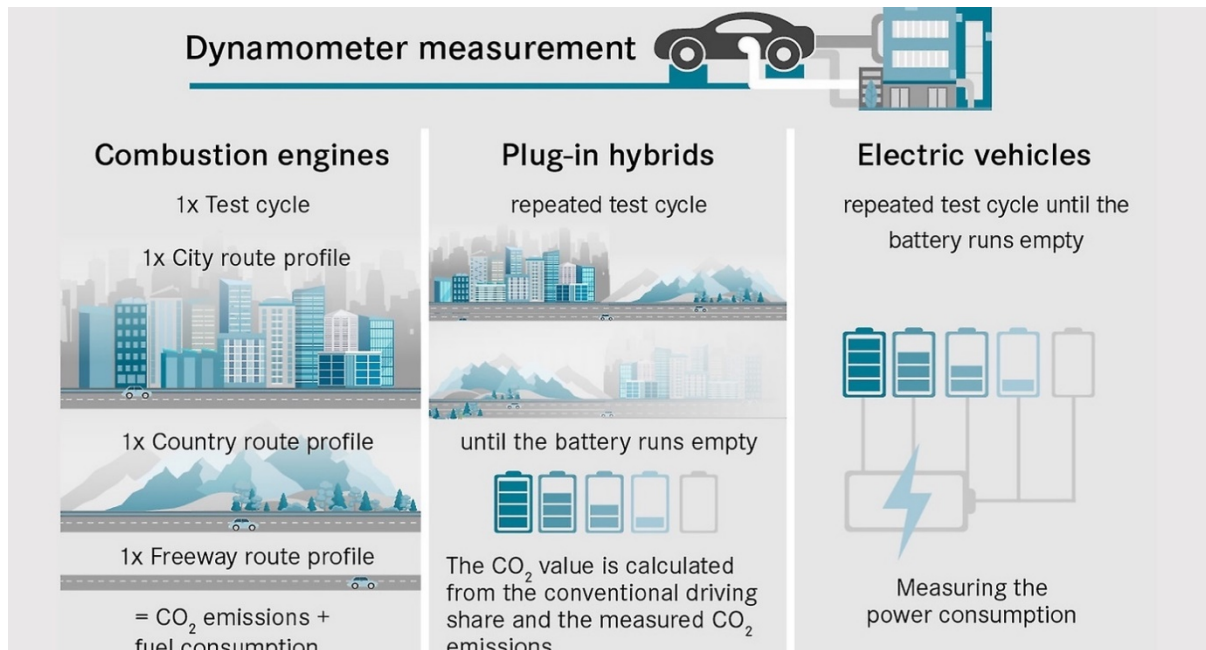 Dynamometer measurement
Combustion engines
1x Test cycle
1x City route profile
1x Country route profile
1x Freeway route profile
= CO₂ emissions +
fuel consumption
Plug-in hybrids
repeated test cycle
until the battery runs empty
The CO₂ value is calculated
from the conventional driving
share and the measured CO₂
emissions
Electric vehicles
repeated test cycle until the
battery runs empty
Measuring the
power consumption